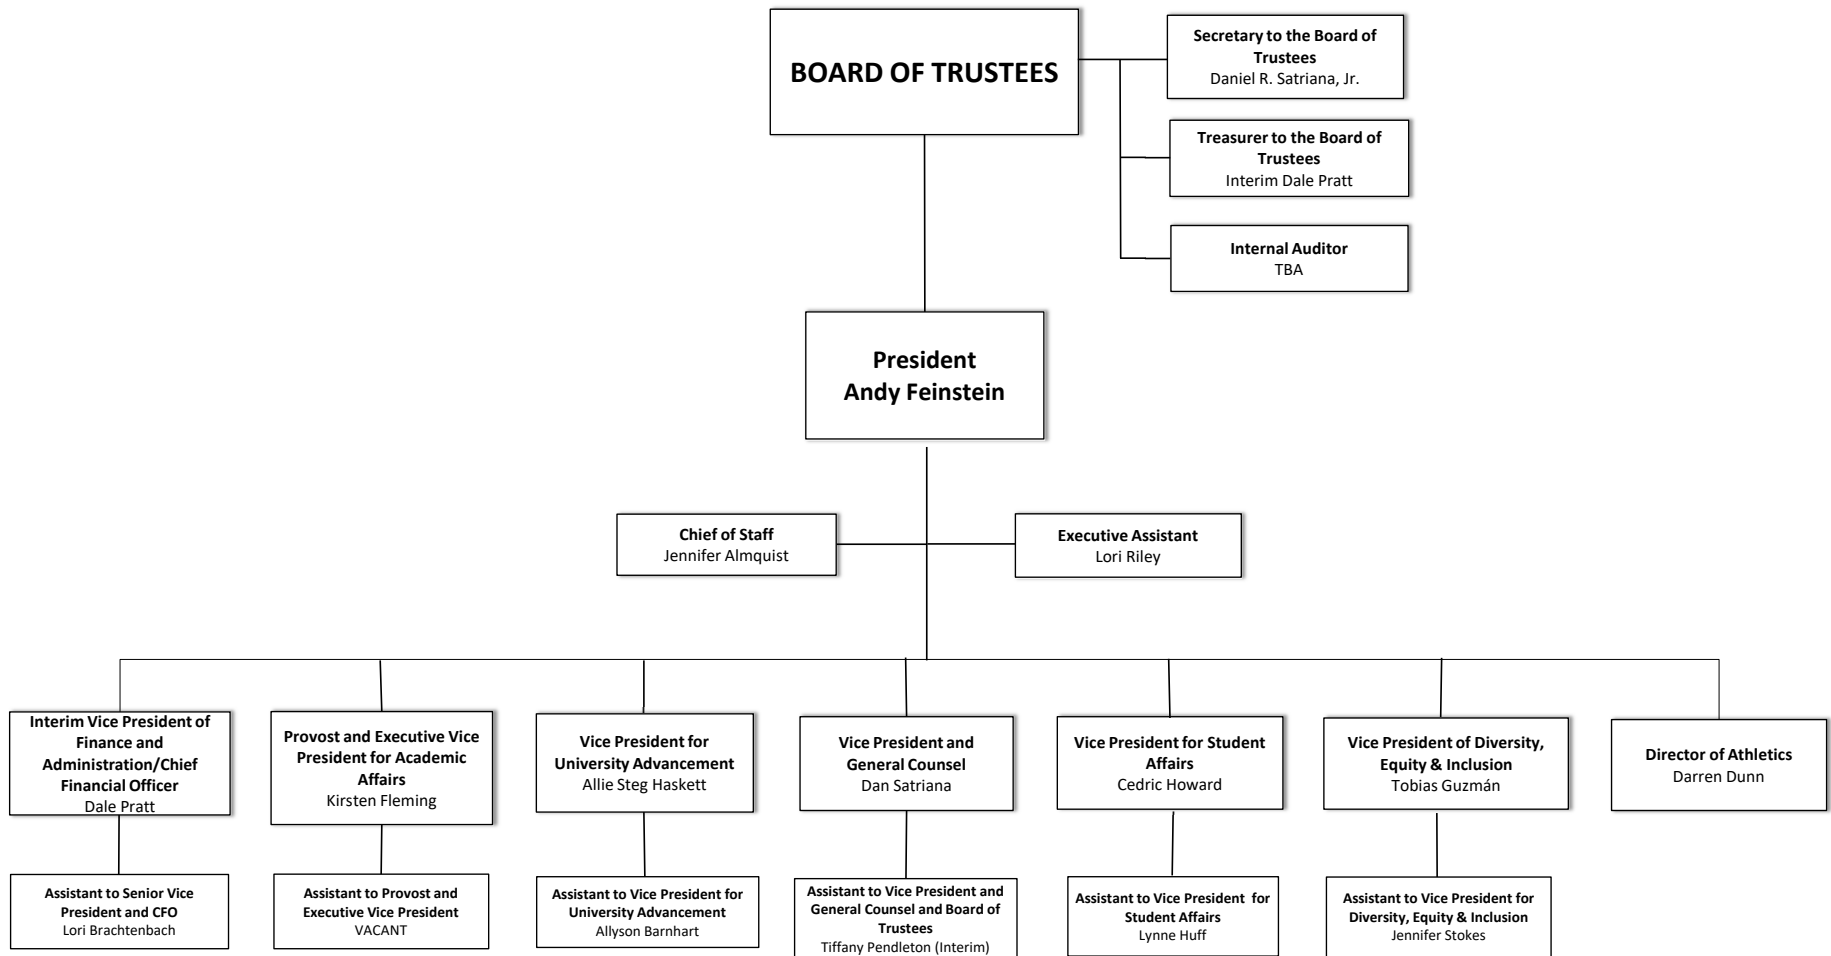 BOARD OF TRUSTEES
Secretary to the Board of
Trustees
Daniel R. Satriana, Jr.
Treasurer to the Board of
Trustees
Interim Dale Pratt
Internal Auditor
TBA
President
Andy Feinstein
Chief of Staff
Jennifer Almquist
Executive Assistant
Lori Riley
Interim Vice President of
Finance and
Administration/Chief
Financial Officer
Dale Pratt
Provost and Executive Vice
President for Academic
Affairs
Kirsten Fleming
Vice President for
University Advancement
Allie Steg Haskett
Vice President and
General Counsel
Dan Satriana
Vice President for Student
Affairs
Cedric Howard
Vice President of Diversity,
Equity & Inclusion
Tobias Guzmán
Director of Athletics
Darren Dunn
Assistant to Senior Vice
President and CFO
Lori Brachtenbach
Assistant to Provost and
Executive Vice President
VACANT
Assistant to Vice President for
University Advancement
Allyson Barnhart
Assistant to Vice President and
General Counsel and Board of
Trustees
Tiffany Pendleton (Interim)
Assistant to Vice President for
Student Affairs
Lynne Huff
Assistant to Vice President for
Diversity, Equity & Inclusion
Jennifer Stokes